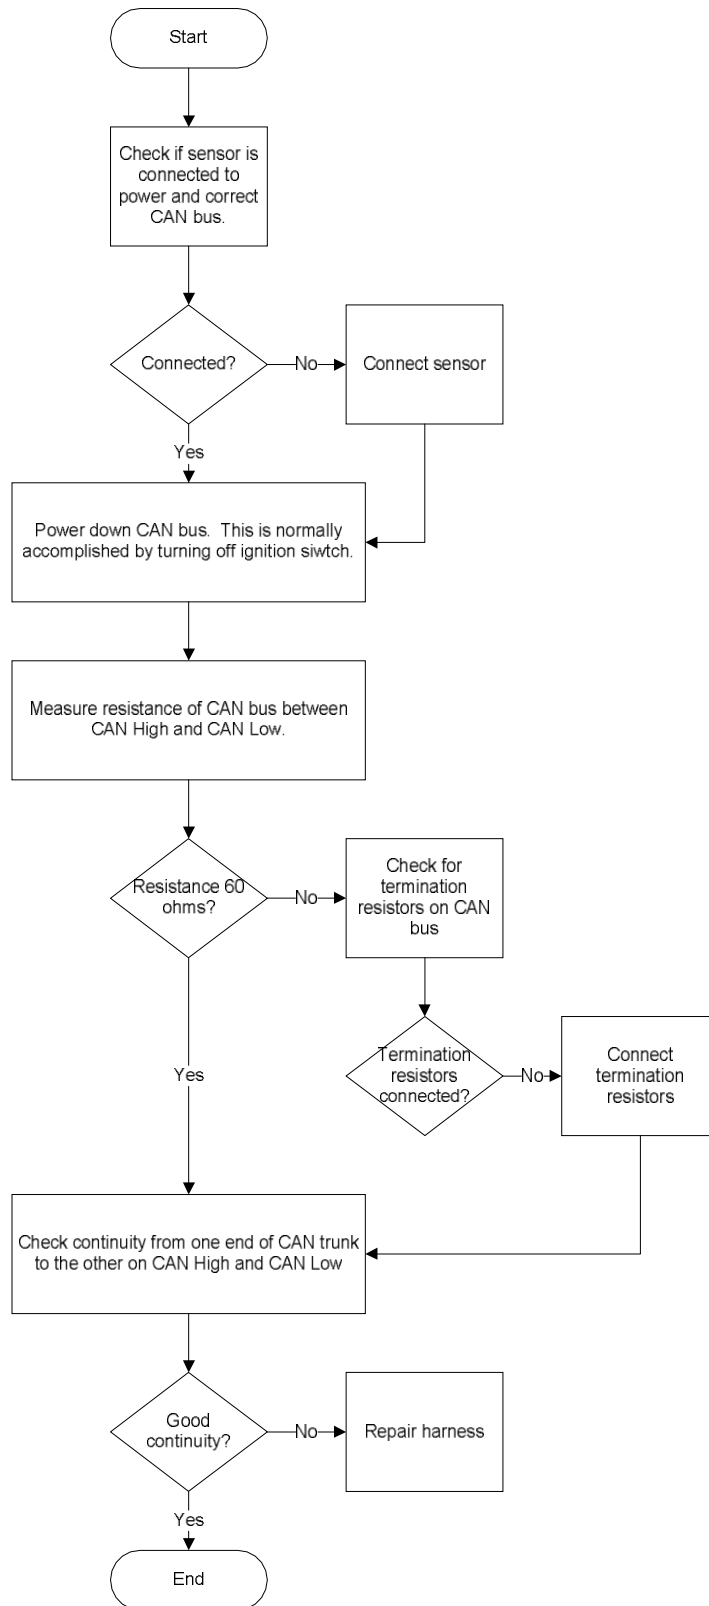 Start
Check if sensor is
connected to
power and correct
CAN bus.
Connected?
No
Connect sensor
Yes
Power down CAN bus.  This is normally
accomplished by turning off ignition siwtch.
Measure resistance of CAN bus between
CAN High and CAN Low.
Resistance 60
ohms?
No
Check for
termination
resistors on CAN
bus
Termination
resistors
connected?
No
Connect
termination
resistors
Yes
Check continuity from one end of CAN trunk
to the other on CAN High and CAN Low
Good
continuity?
No
Repair harness
Yes
End